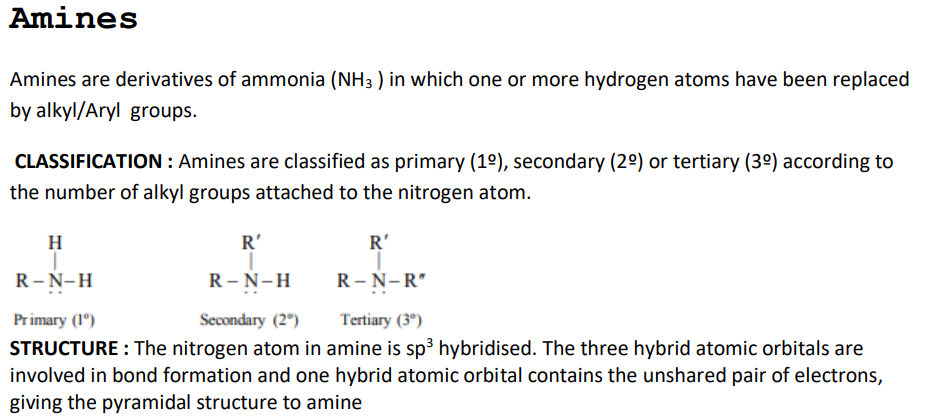 Amines
Amines are derivatives of ammonia (NH₃ ) in which one or more hydrogen atoms have been replaced
by alkyl/Aryl groups.
CLASSIFICATION : Amines are classified as primary (1º), secondary (2º) or tertiary (3º) according to
the number of alkyl groups attached to the nitrogen atom.
H R′ R′
| | |
R – N̤ – H R – N̤ – H R – N̤ – R″
Primary (1°) Secondary (2°) Tertiary (3°)
STRUCTURE : The nitrogen atom in amine is sp³ hybridised. The three hybrid atomic orbitals are
involved in bond formation and one hybrid atomic orbital contains the unshared pair of electrons,
giving the pyramidal structure to amine